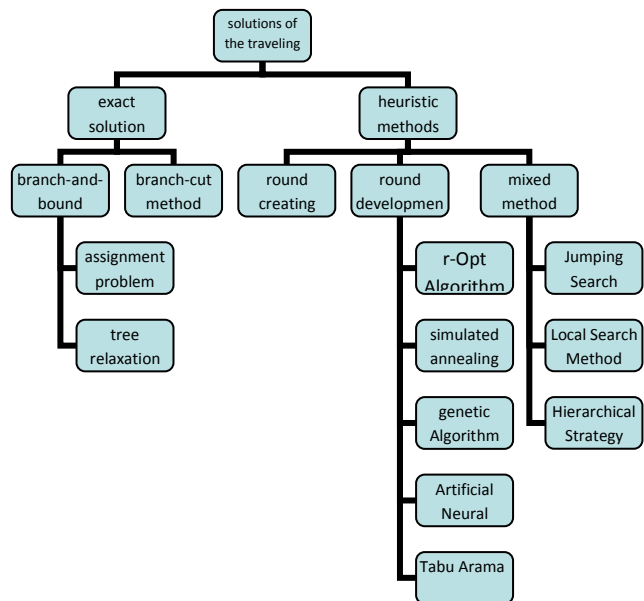 solutions of
the traveling
exact
solution
heuristic
methods
branch-and-
bound
branch-cut
method
round
creating
round
developmen
mixed
method
assignment
problem
tree
relaxation
r-Opt
Algorithm
simulated
annealing
genetic
Algorithm
Artificial
Neural
Tabu Arama
Jumping
Search
Local Search
Method
Hierarchical
Strategy